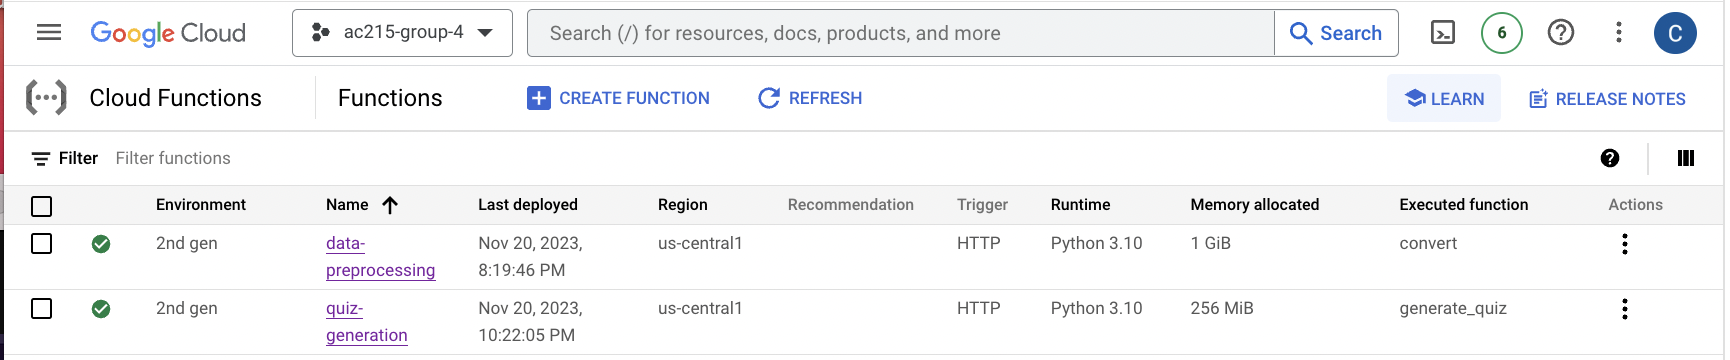 Google Cloud
ac215-group-4
Search (/) for resources, docs, products, and more
Search
6
C
Cloud Functions
Functions
CREATE FUNCTION
REFRESH
LEARN
RELEASE NOTES
Filter
Filter functions
Environment Name Last deployed Region Recommendation Trigger Runtime Memory allocated Executed function Actions
2nd gen data- Nov 20, 2023, us-central1 HTTP Python 3.10 1 GiB convert
preprocessing 8:19:46 PM
2nd gen quiz- Nov 20, 2023, us-central1 HTTP Python 3.10 256 MiB generate_quiz
generation 10:22:05 PM